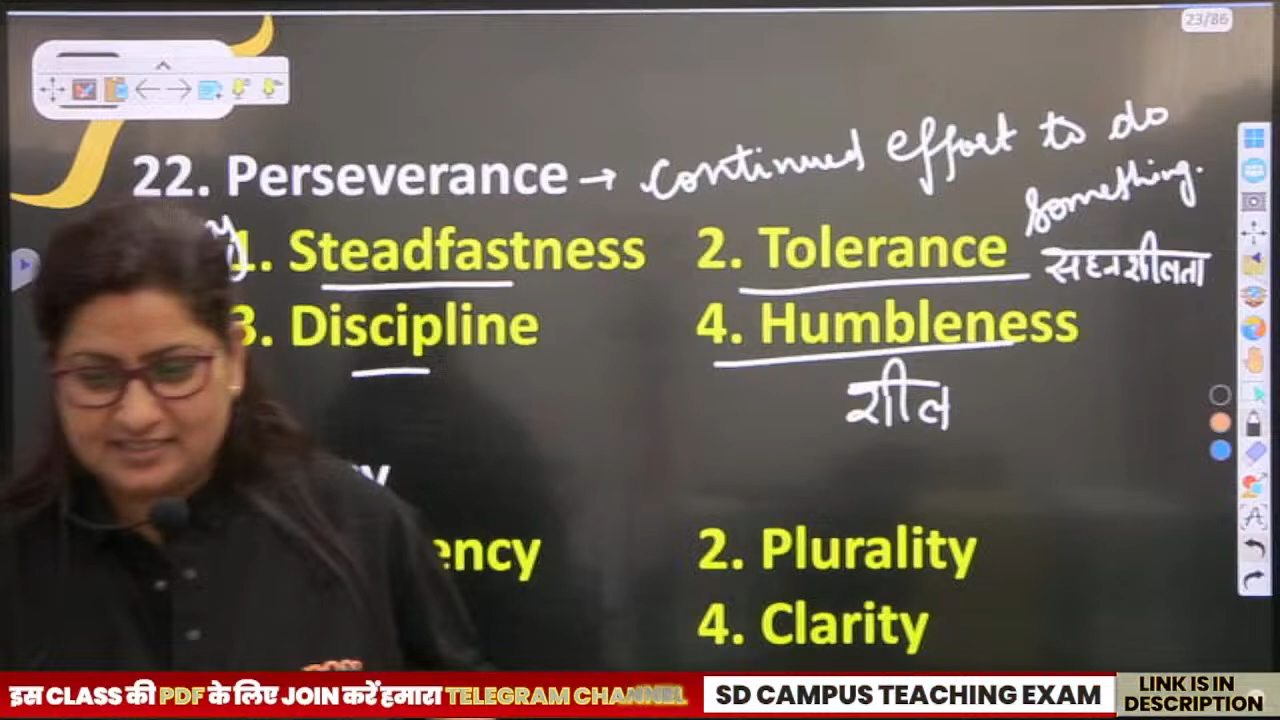 23/86
22. Perseverance → continued effort to do
something.
1. Steadfastness 2. Tolerance सहनशीलता
3. Discipline 4. Humbleness
शील
ency 2. Plurality
4. Clarity
इस CLASS की PDF के लिए JOIN करें हमारा TELEGRAM CHANNEL
SD CAMPUS TEACHING EXAM
LINK IS IN
DESCRIPTION